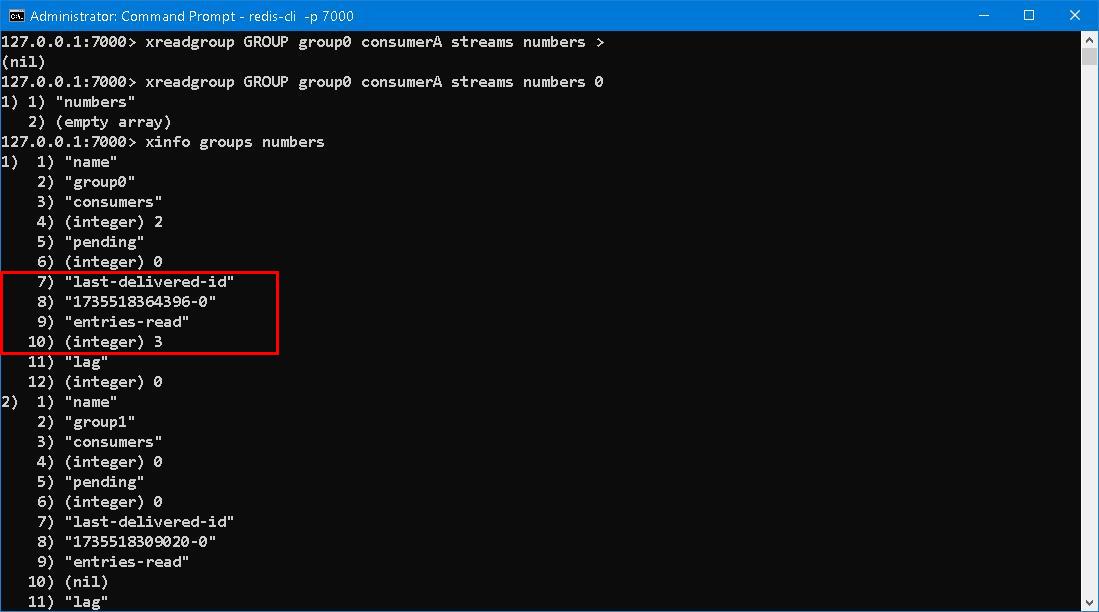 Administrator: Command Prompt - redis-cli  -p 7000
127.0.0.1:7000> xreadgroup GROUP group0 consumerA streams numbers >
(nil)
127.0.0.1:7000> xreadgroup GROUP group0 consumerA streams numbers 0
1) 1) "numbers"
   2) (empty array)
127.0.0.1:7000> xinfo groups numbers
1)  1) "name"
    2) "group0"
    3) "consumers"
    4) (integer) 2
    5) "pending"
    6) (integer) 0
    7) "last-delivered-id"
    8) "1735518364396-0"
    9) "entries-read"
   10) (integer) 3
   11) "lag"
   12) (integer) 0
2)  1) "name"
    2) "group1"
    3) "consumers"
    4) (integer) 0
    5) "pending"
    6) (integer) 0
    7) "last-delivered-id"
    8) "1735518309020-0"
    9) "entries-read"
   10) (nil)
   11) "lag"